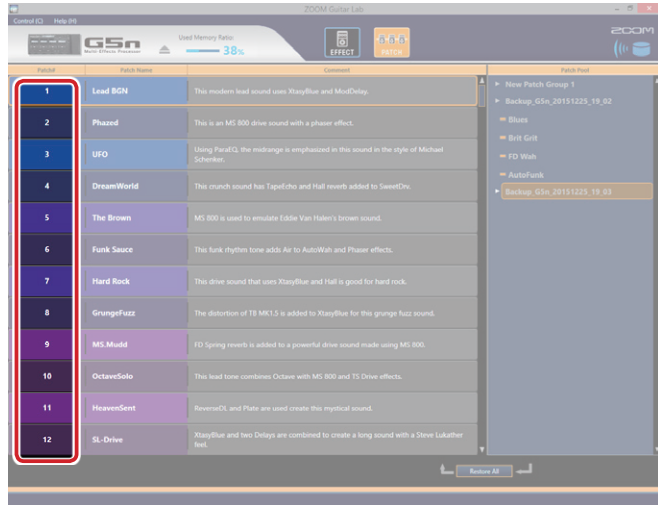 ZOOM Guitar Lab
Control (C) Help (H)
G5n
Multi-Effects Processor
Used Memory Ratio:
38%
EFFECT
PATCH
ZOOM
Patch# Patch Name Comment Patch Pool
1 Lead BGN This modern lead sound uses XtasyBlue and ModDelay.
2 Phazed This is an MS 800 drive sound with a phaser effect.
3 UFO Using ParaEQ, the midrange is emphasized in this sound in the style of Michael
Schenker.
4 DreamWorld This crunch sound has TapeEcho and Hall reverb added to SweetDrv.
5 The Brown MS 800 is used to emulate Eddie Van Halen's brown sound.
6 Funk Sauce This funk rhythm tone adds Air to AutoWah and Phaser effects.
7 Hard Rock This drive sound that uses XtasyBlue and Hall is good for hard rock.
8 GrungeFuzz The distortion of T8 MK1.5 is added to XtasyBlue for this grunge fuzz sound.
9 MS.Mudd FD Spring reverb is added to a powerful drive sound made using MS 800.
10 OctaveSolo This lead tone combines Octave with MS 800 and TS Drive effects.
11 HeavenSent ReverseDL and Plate are used create this mystical sound.
12 SL-Drive XtasyBlue and two Delays are combined to create a long sound with a Steve Lukather
feel.
New Patch Group 1
Backup_G5n_20151225_19_02
Blues
Brit Grit
FD Wah
AutoFunk
Backup_G5n_20151225_19_03
Restore All